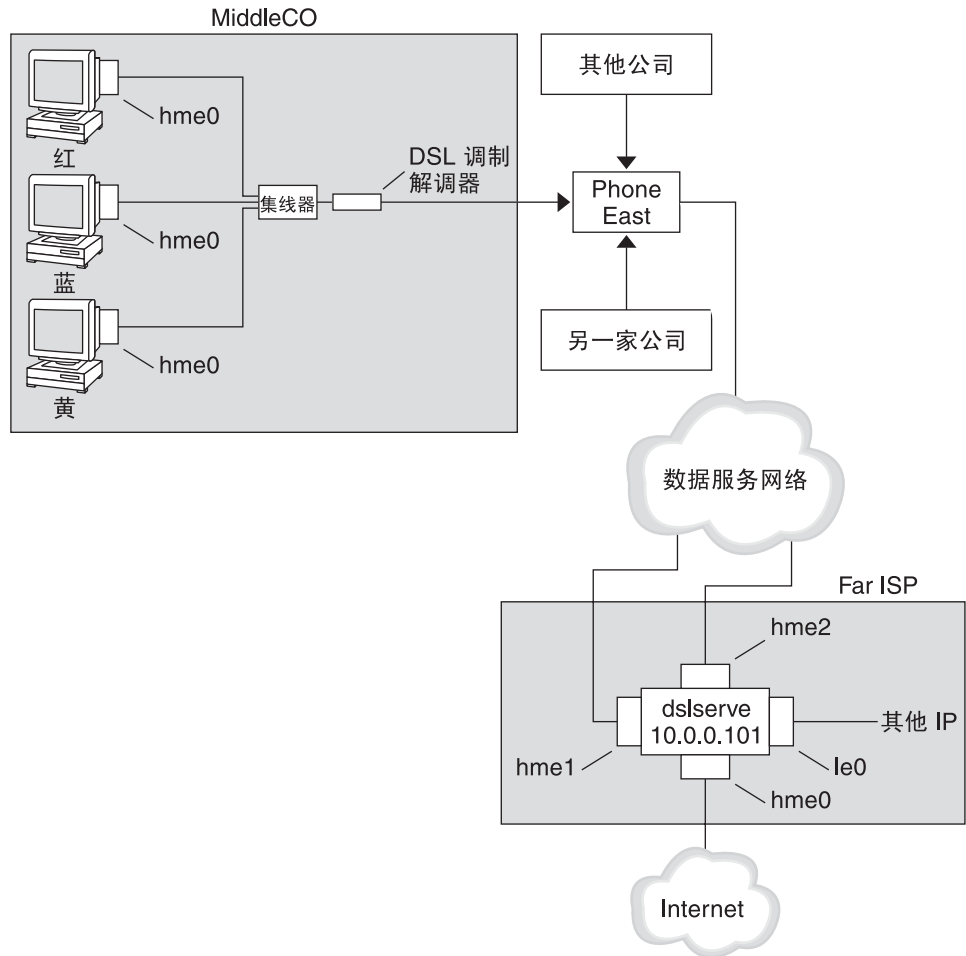 MiddleCO
hme0
红
hme0
蓝
hme0
黄
集线器
DSL 调制
解调器
其他公司
Phone
East
另一家公司
数据服务网络
Far ISP
hme2
dslserve
10.0.0.101
其他 IP
hme1
le0
hme0
Internet